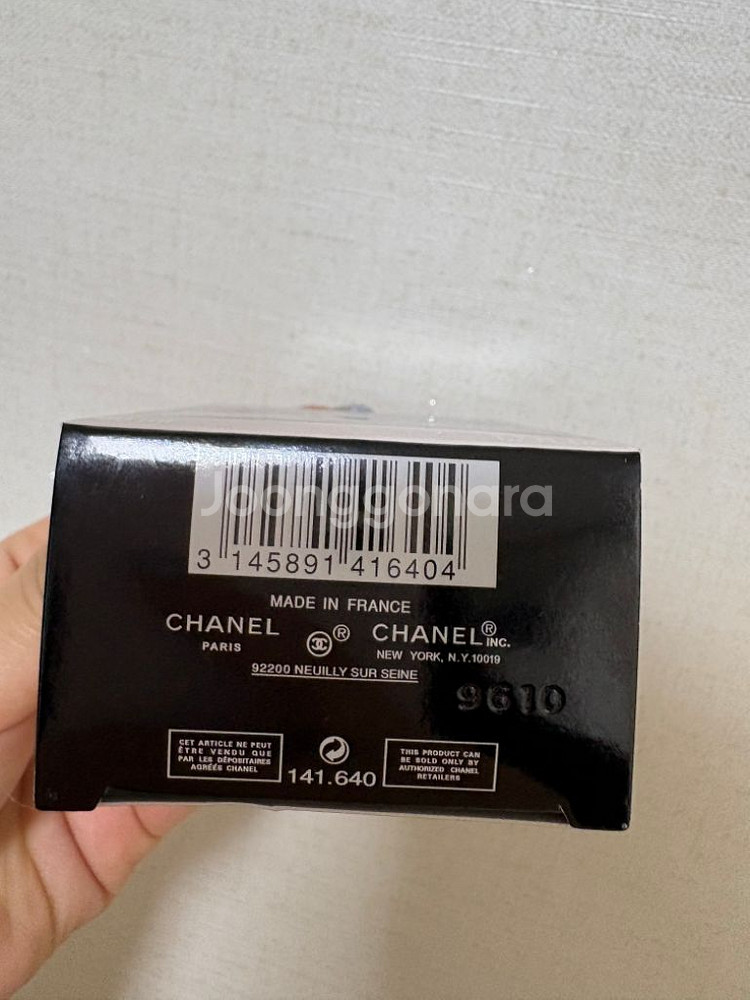 Joonggonara
3 145891 416404
MADE IN FRANCE
CHANEL
PARIS
®
CHANEL® INC.
NEW YORK, N.Y.10019
92200 NEUILLY SUR SEINE
9610
CET ARTICLE NE PEUT
ÊTRE VENDU QUE
PAR LES DÉPOSITAIRES
AGRÉÉS CHANEL
141.640
THIS PRODUCT CAN
BE SOLD ONLY BY
AUTHORIZED CHANEL
RETAILERS